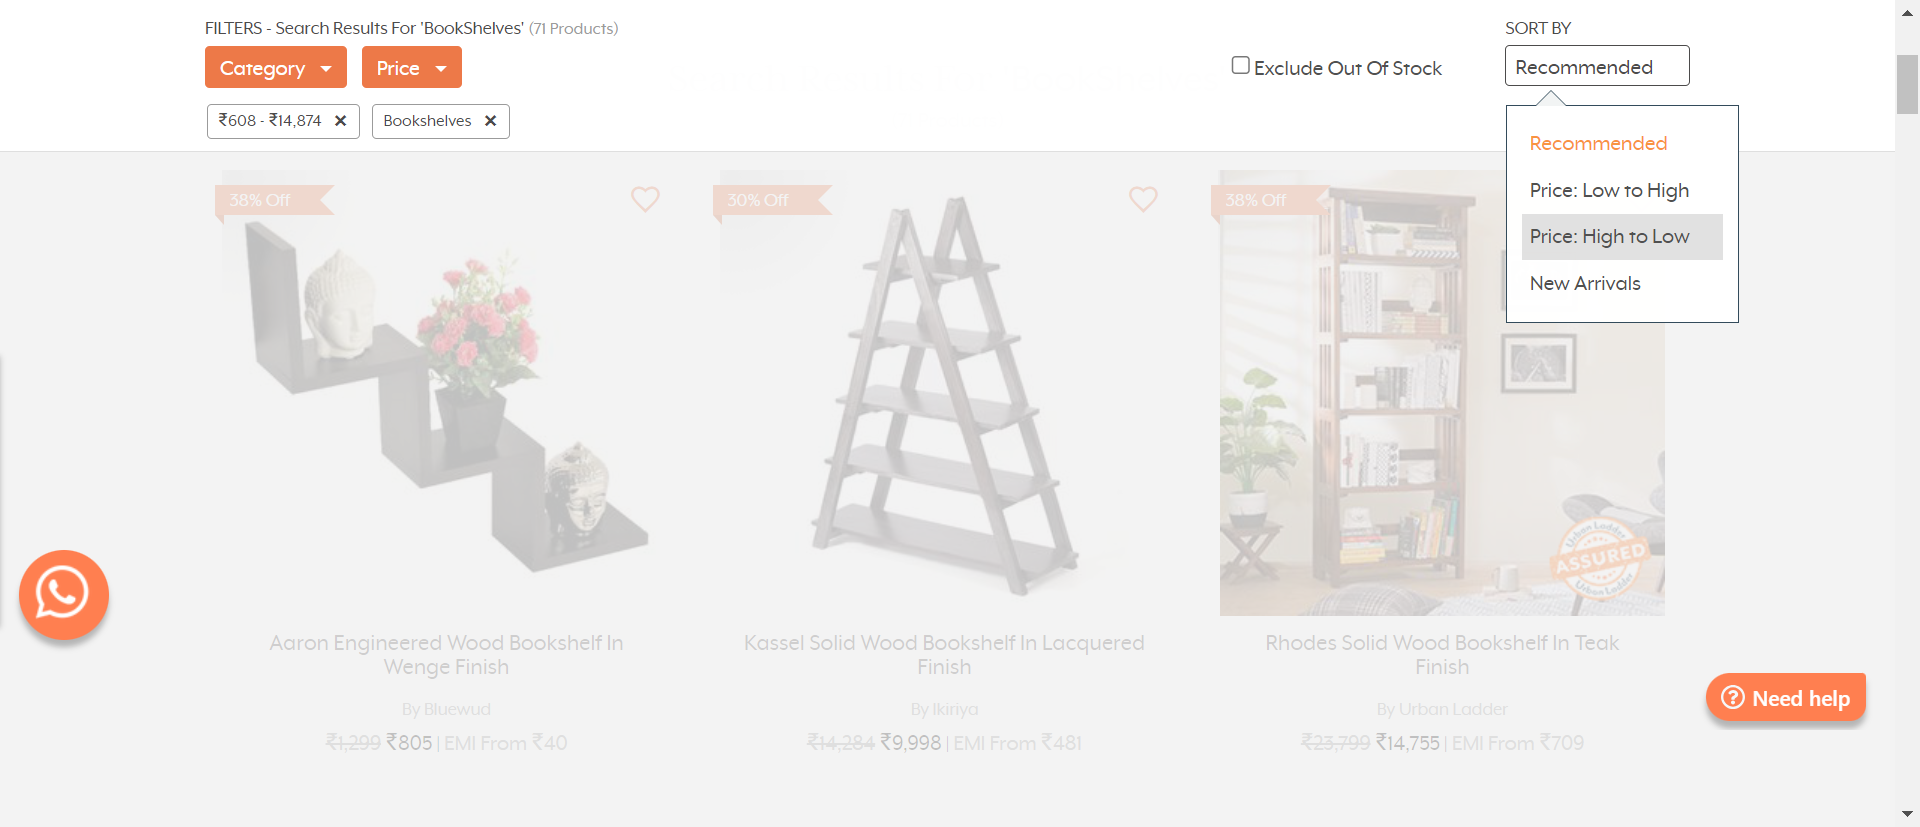 FILTERS - Search Results For 'BookShelves' (71 Products)
SORT BY
Category
Price
Exclude Out Of Stock
Recommended
₹608 - ₹14,874 ✕
Bookshelves ✕
Recommended
Price: Low to High
Price: High to Low
New Arrivals
38% Off
30% Off
38% Off
Urban Ladder
ASSURED
Urban Ladder
Aaron Engineered Wood Bookshelf In
Wenge Finish
By Bluewud
₹1,299 ₹805 | EMI From ₹40
Kassel Solid Wood Bookshelf In Lacquered
Finish
By Ikiriya
₹14,284 ₹9,998 | EMI From ₹481
Rhodes Solid Wood Bookshelf In Teak
Finish
By Urban Ladder
₹23,799 ₹14,755 | EMI From ₹709
Need help